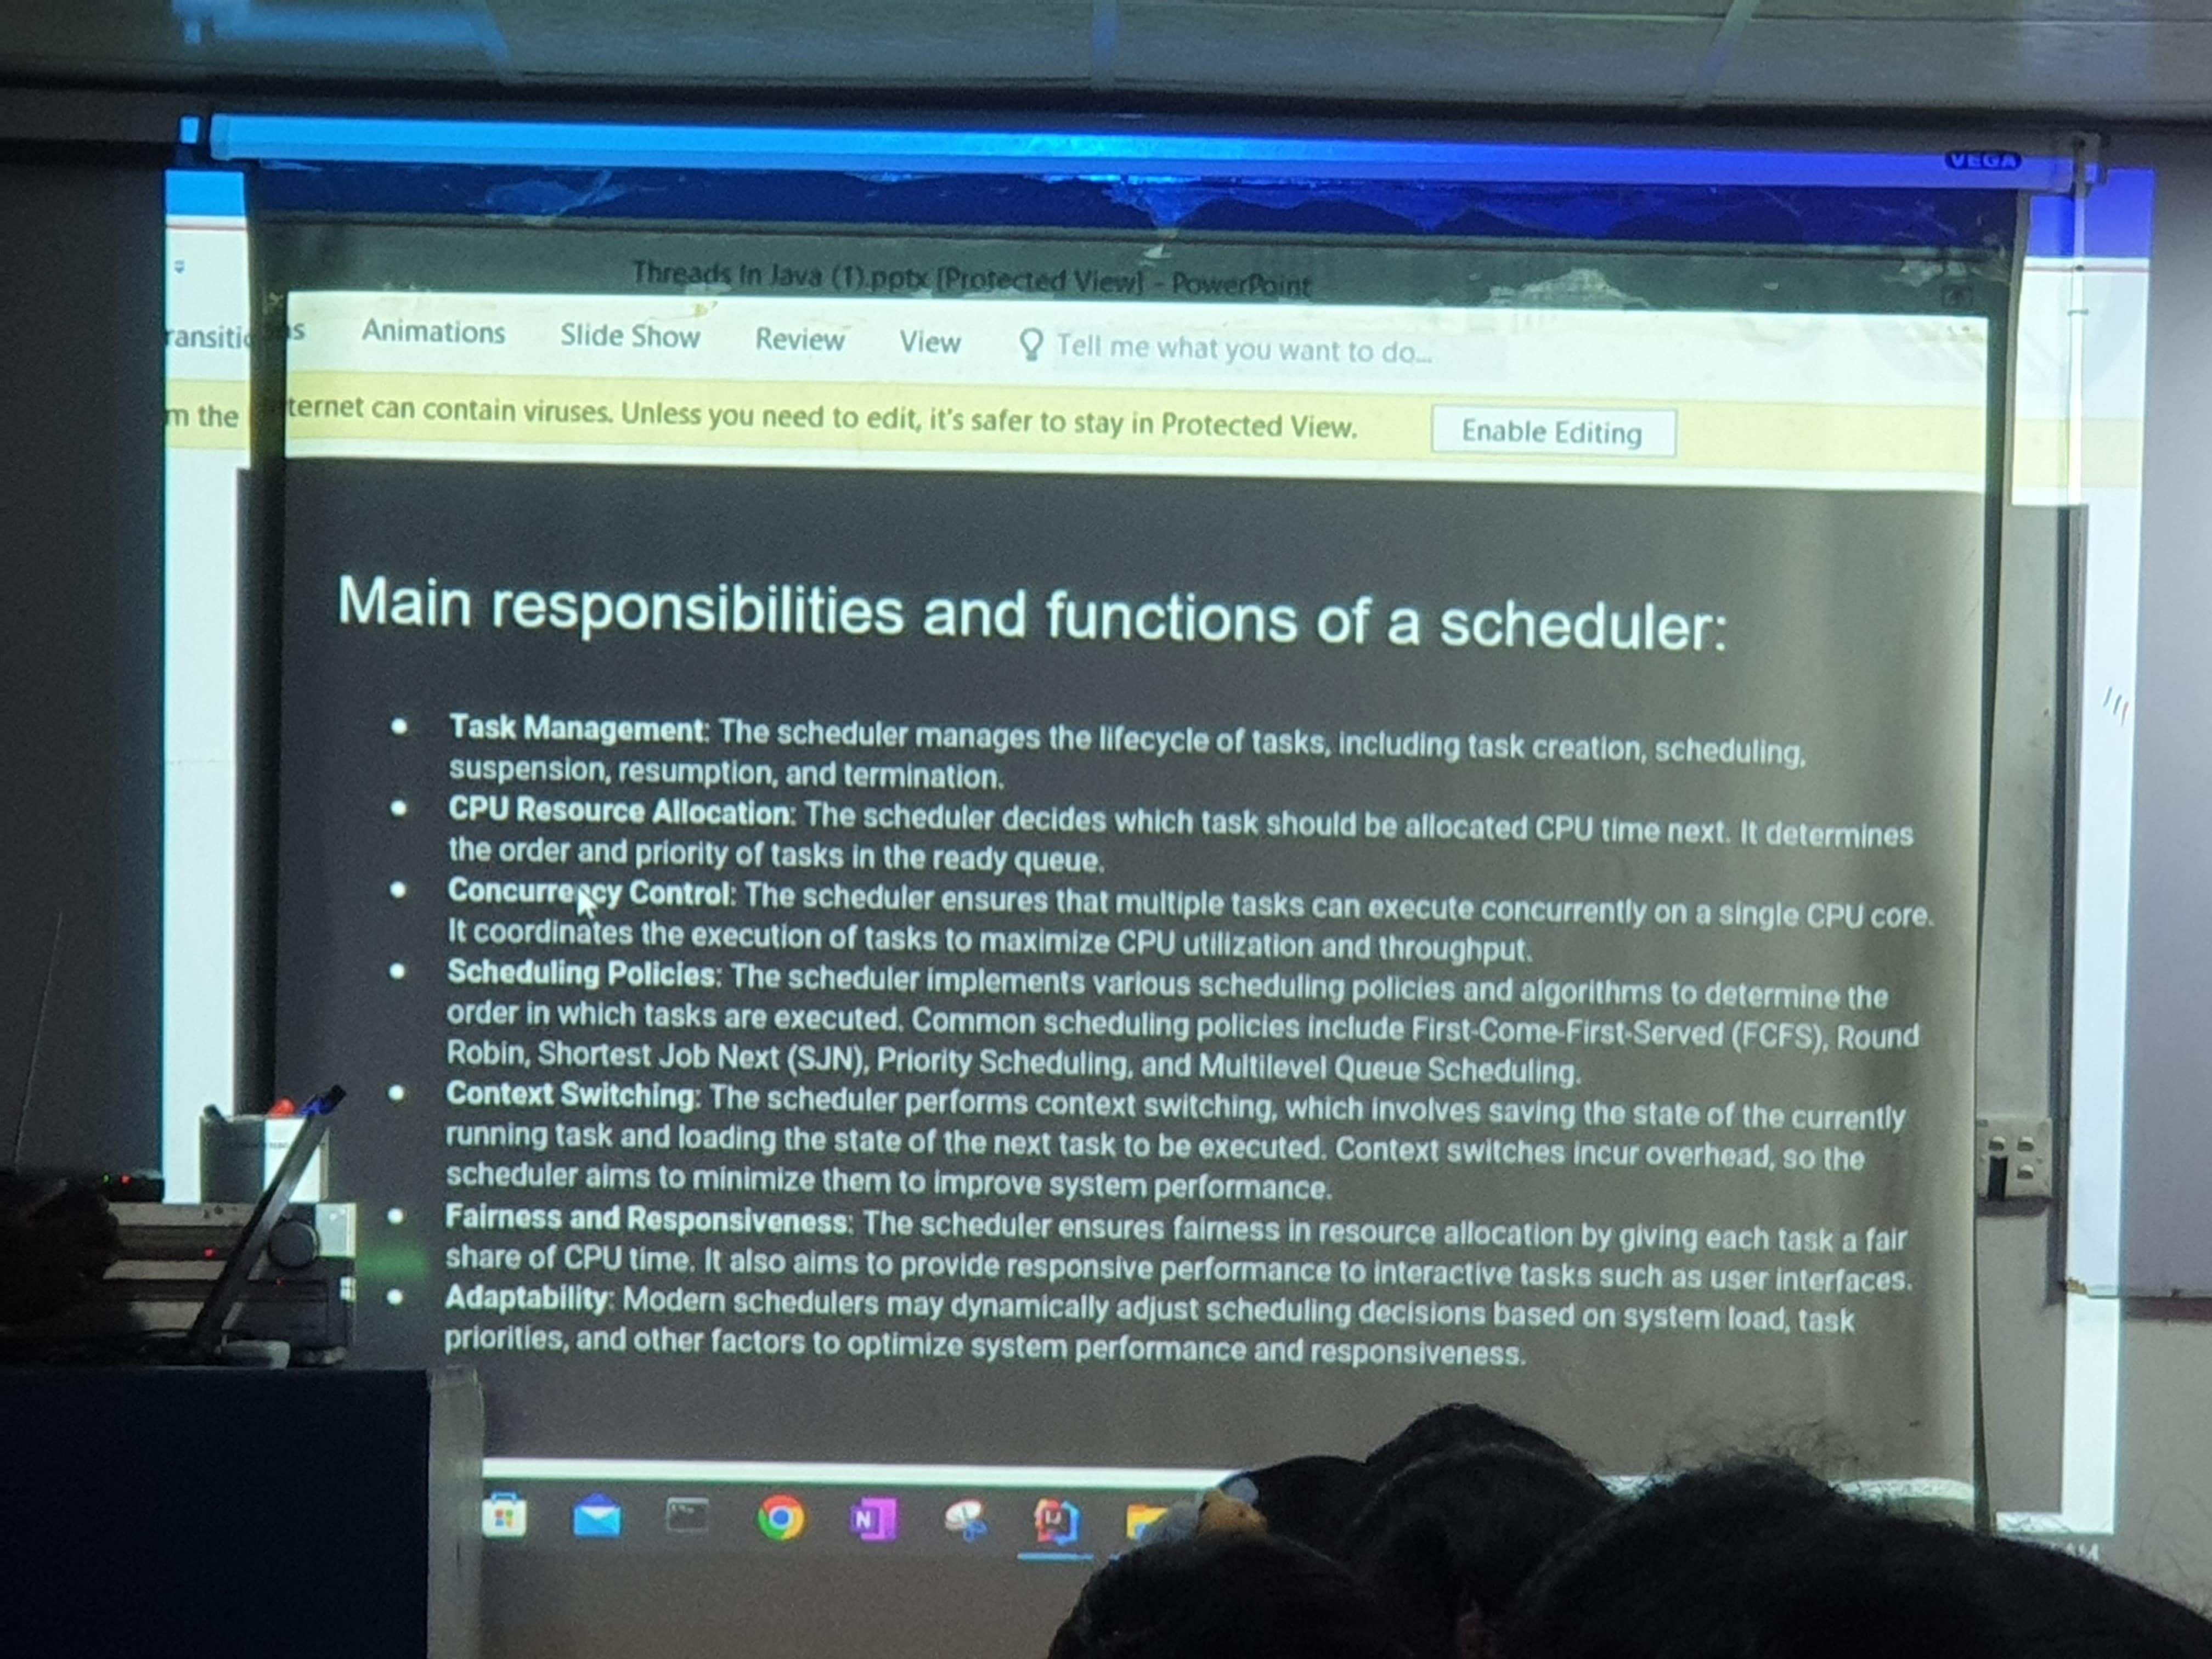 VEGA
Threads in Java (1).pptx [Protected View] - PowerPoint
Animations Slide Show Review View Tell me what you want to do...
m the ternet can contain viruses. Unless you need to edit, it's safer to stay in Protected View. Enable Editing
Main responsibilities and functions of a scheduler:
● Task Management: The scheduler manages the lifecycle of tasks, including task creation, scheduling,
suspension, resumption, and termination.
● CPU Resource Allocation: The scheduler decides which task should be allocated CPU time next. It determines
the order and priority of tasks in the ready queue.
● Concurrency Control: The scheduler ensures that multiple tasks can execute concurrently on a single CPU core.
It coordinates the execution of tasks to maximize CPU utilization and throughput.
● Scheduling Policies: The scheduler implements various scheduling policies and algorithms to determine the
order in which tasks are executed. Common scheduling policies include First-Come-First-Served (FCFS), Round
Robin, Shortest Job Next (SJN), Priority Scheduling, and Multilevel Queue Scheduling.
● Context Switching: The scheduler performs context switching, which involves saving the state of the currently
running task and loading the state of the next task to be executed. Context switches incur overhead, so the
scheduler aims to minimize them to improve system performance.
● Fairness and Responsiveness: The scheduler ensures fairness in resource allocation by giving each task a fair
share of CPU time. It also aims to provide responsive performance to interactive tasks such as user interfaces.
● Adaptability: Modern schedulers may dynamically adjust scheduling decisions based on system load, task
priorities, and other factors to optimize system performance and responsiveness.